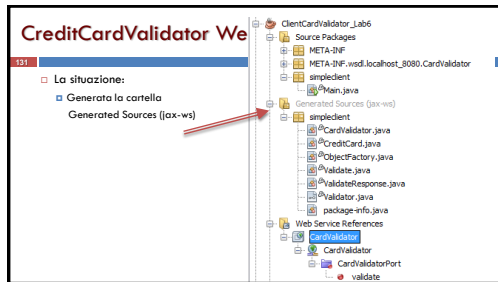 CreditCardValidator We
131
La situazione:
Generata la cartella
Generated Sources (jax-ws)
ClientCardValidator_Lab6
Source Packages
META-INF
META-INF.wsdl.localhost_8080.CardValidator
simpleclient
Main.java
Generated Sources (jax-ws)
simpleclient
CardValidator.java
CreditCard.java
ObjectFactory.java
Validate.java
ValidateResponse.java
Validator.java
package-info.java
Web Service References
CardValidator
CardValidator
CardValidatorPort
validate